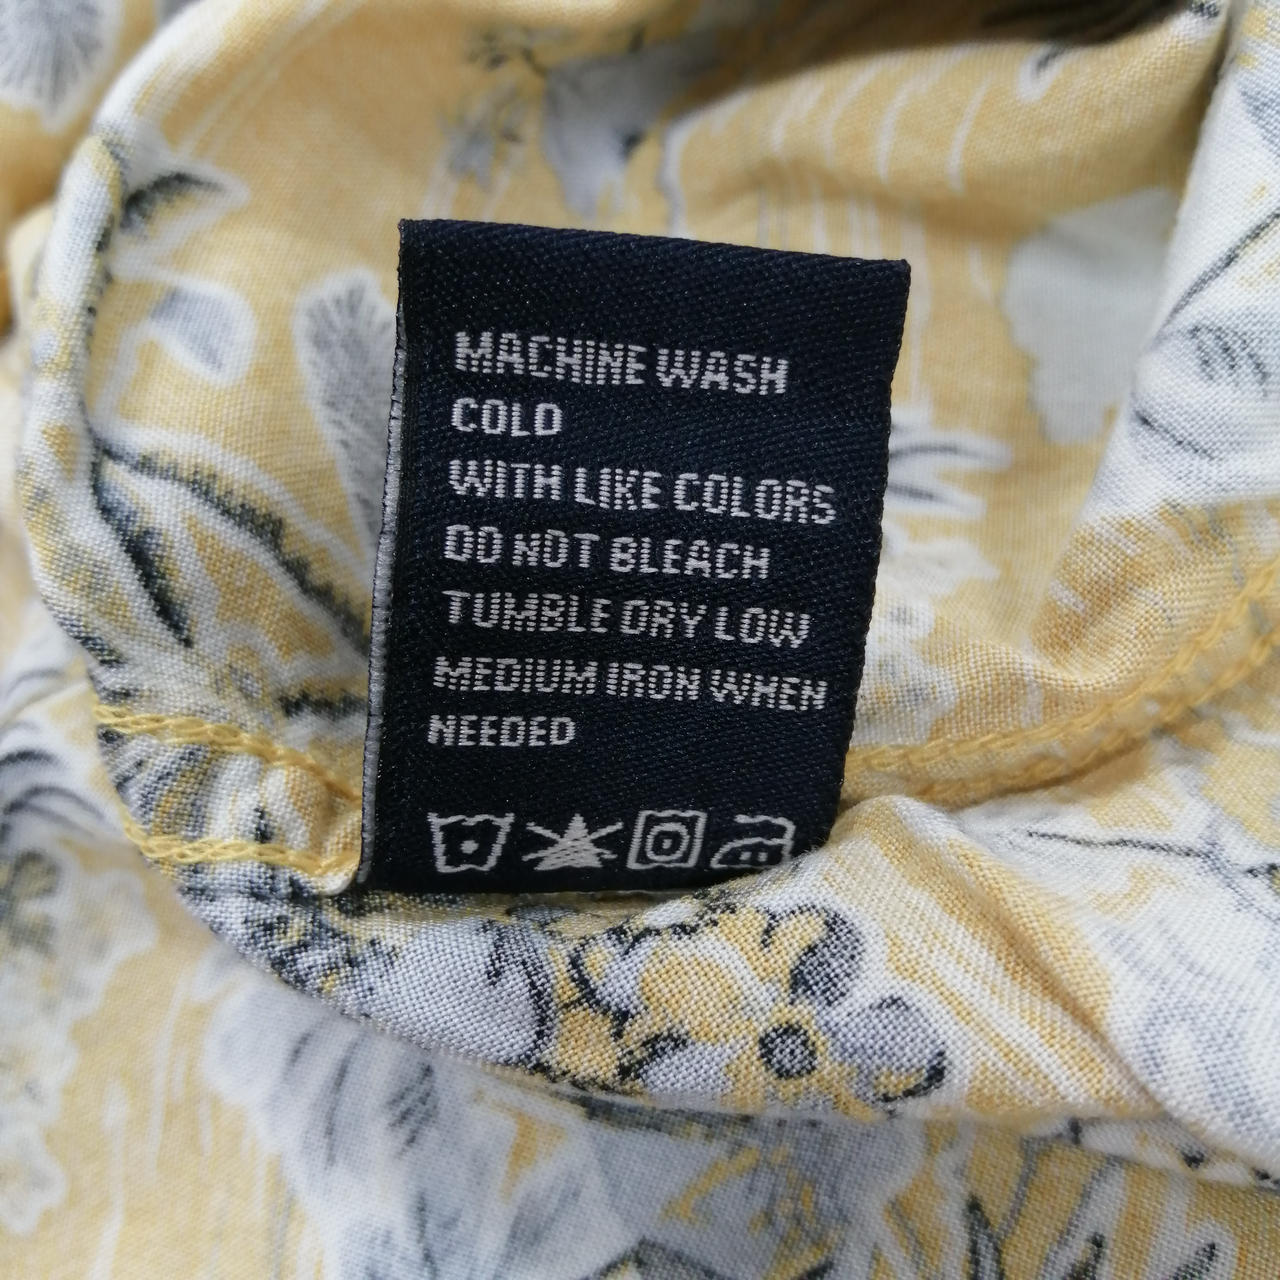 MACHINE WASH
COLD
WITH LIKE COLORS
DO NOT BLEACH
TUMBLE DRY LOW
MEDIUM IRON WHEN
NEEDED